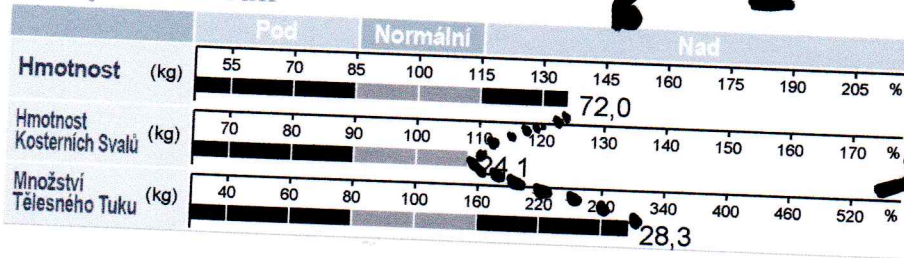 Pod Normální Nad
Hmotnost (kg) 55 70 85 100 115 130 145 160 175 190 205 %
72,0
Hmotnost
Kosterních Svalů (kg) 70 80 90 100 110 120 130 140 150 160 170 %
24,1
Množství
Tělesného Tuku (kg) 40 60 80 100 160 220 280 340 400 460 520 %
28,3